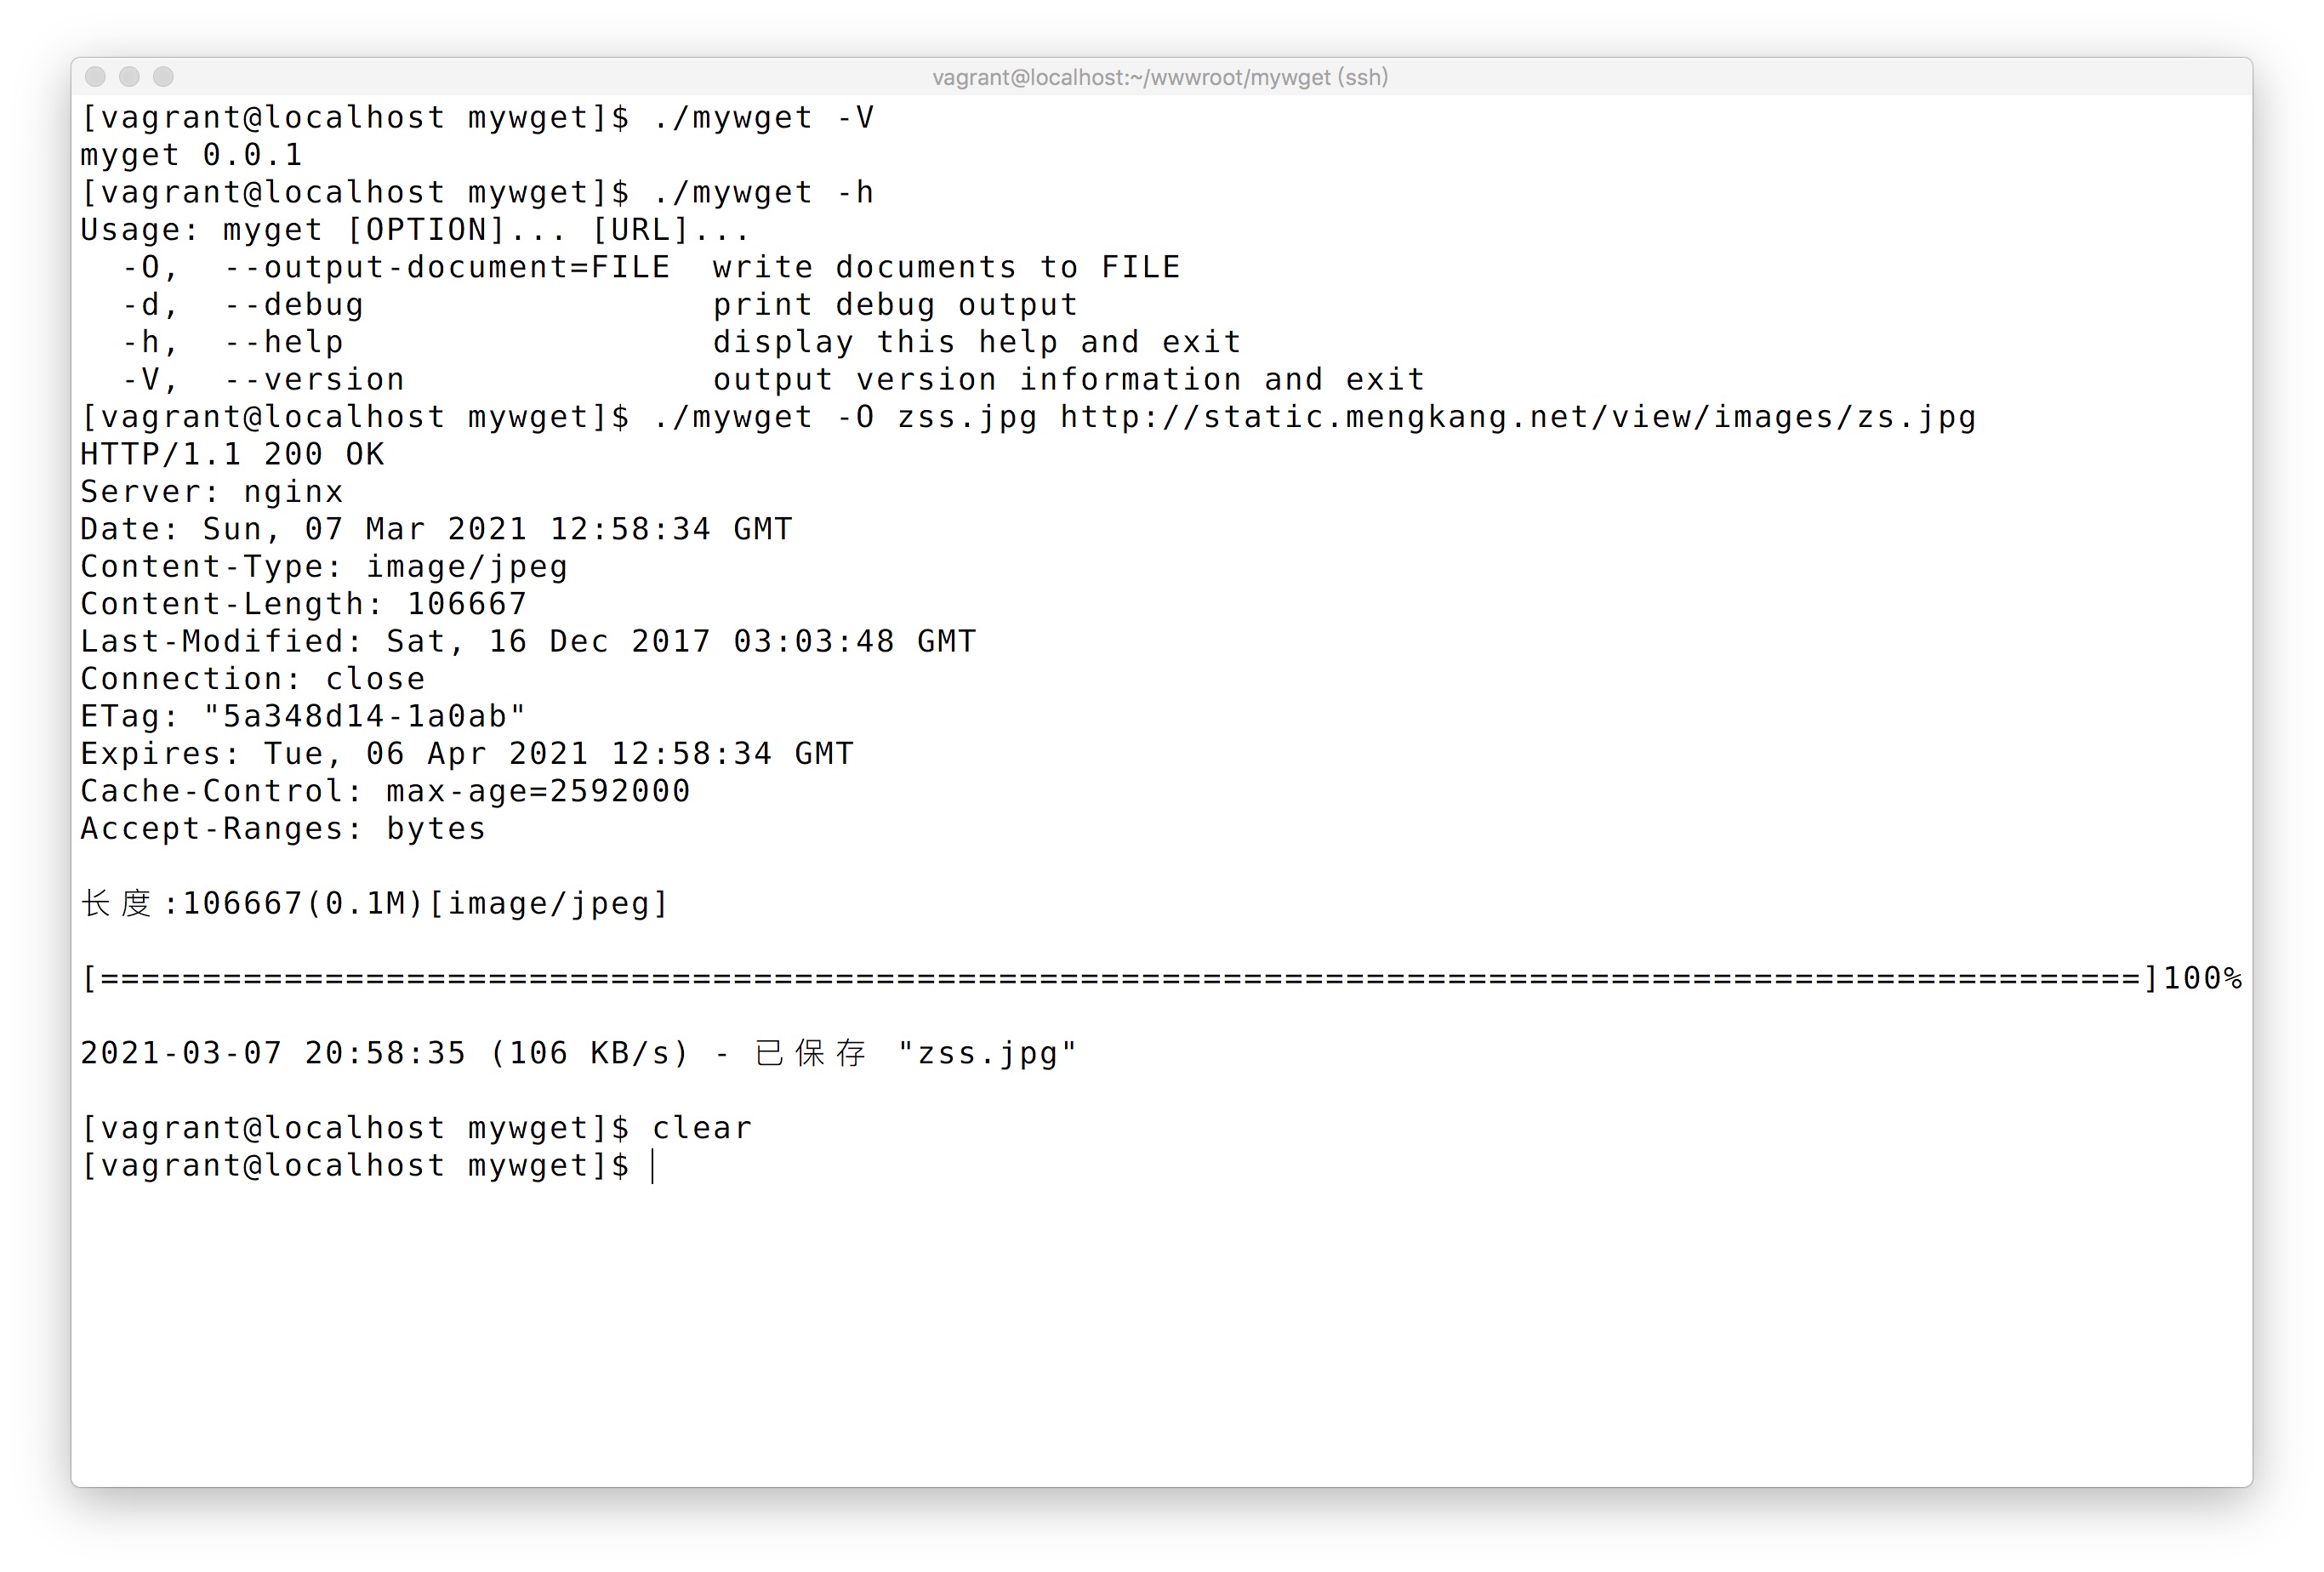 vagrant@localhost:~/wwwroot/mywget (ssh)
[vagrant@localhost mywget]$ ./mywget -V
myget 0.0.1
[vagrant@localhost mywget]$ ./mywget -h
Usage: myget [OPTION]... [URL]...
  -O,  --output-document=FILE  write documents to FILE
  -d,  --debug                 print debug output
  -h,  --help                  display this help and exit
  -V,  --version               output version information and exit
[vagrant@localhost mywget]$ ./mywget -O zss.jpg http://static.mengkang.net/view/images/zs.jpg
HTTP/1.1 200 OK
Server: nginx
Date: Sun, 07 Mar 2021 12:58:34 GMT
Content-Type: image/jpeg
Content-Length: 106667
Last-Modified: Sat, 16 Dec 2017 03:03:48 GMT
Connection: close
ETag: "5a348d14-1a0ab"
Expires: Tue, 06 Apr 2021 12:58:34 GMT
Cache-Control: max-age=2592000
Accept-Ranges: bytes
长度:106667(0.1M)[image/jpeg]
[====================================================================================================]100%
2021-03-07 20:58:35 (106 KB/s) - 已保存 "zss.jpg"
[vagrant@localhost mywget]$ clear
[vagrant@localhost mywget]$